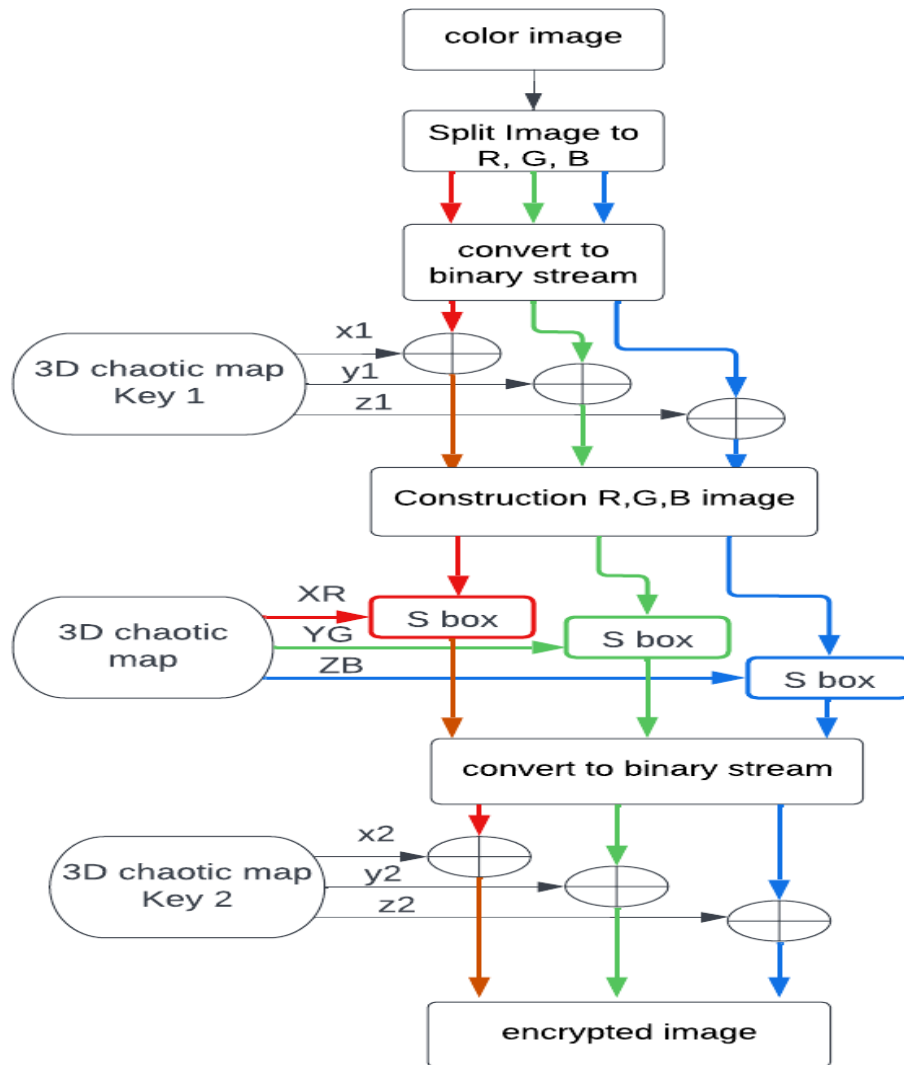 color image
Split Image to
R, G, B
convert to
binary stream
x1
3D chaotic map
Key 1
y1
z1
Construction R,G,B image
XR
S box
3D chaotic
map
YG
S box
ZB
S box
convert to binary stream
x2
3D chaotic map
Key 2
y2
z2
encrypted image